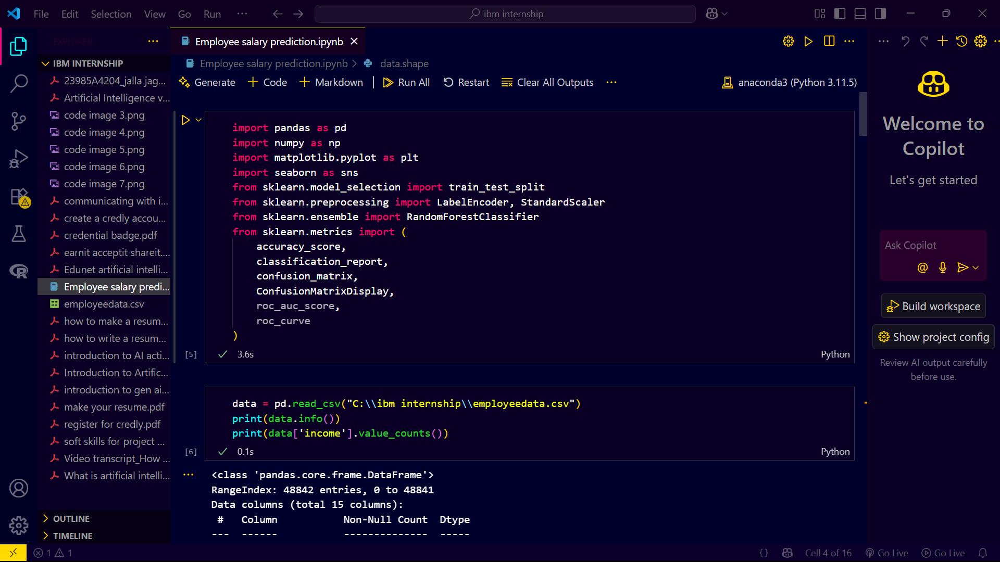 File Edit Selection View Go Run ··· ibm internship
EXPLORER ···
IBM INTERNSHIP
23985A4204_jalla jag...
Artificial Intelligence v...
code image 3.png
code image 4.png
code image 5.png
code image 6.png
code image 7.png
communicating with i...
create a credly accou...
credential badge.pdf
earnit acceptit shareit....
Edunet artificial intelli...
Employee salary predi...
employeedata.csv
how to make a resum...
how to write a resum...
introduction to AI acti...
Introduction to Artific...
introduction to gen ai...
make your resume.pdf
register for credly.pdf
soft skills for project ...
Video transcript_How ...
What is artificial intelli...
OUTLINE
TIMELINE
Employee salary prediction.ipynb
Employee salary prediction.ipynb > data.shape
Generate + Code + Markdown | Run All Restart Clear All Outputs ··· anaconda3 (Python 3.11.5)
import pandas as pd
import numpy as np
import matplotlib.pyplot as plt
import seaborn as sns
from sklearn.model_selection import train_test_split
from sklearn.preprocessing import LabelEncoder, StandardScaler
from sklearn.ensemble import RandomForestClassifier
from sklearn.metrics import (
    accuracy_score,
    classification_report,
    confusion_matrix,
    ConfusionMatrixDisplay,
    roc_auc_score,
    roc_curve
)
[5] ✓ 3.6s Python
data = pd.read_csv("C:\\ibm internship\\employeedata.csv")
print(data.info())
print(data['income'].value_counts())
[6] ✓ 0.1s Python
<class 'pandas.core.frame.DataFrame'>
RangeIndex: 48842 entries, 0 to 48841
Data columns (total 15 columns):
 #   Column           Non-Null Count  Dtype
---  ------           --------------  -----
Welcome to
Copilot
Let's get started
Ask Copilot
@
Build workspace
Show project config
Review AI output carefully
before use.
1 1 {} Cell 4 of 16 Go Live Go Live